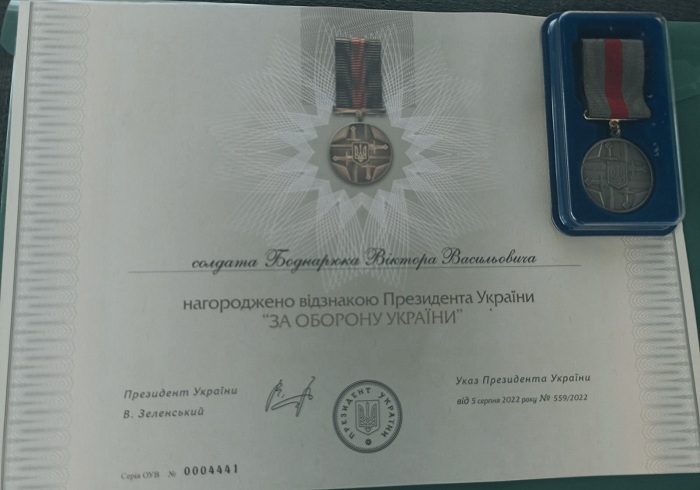 солдата Боднарюка Віктора Васильовича
нагороджено відзнакою Президента України
"ЗА ОБОРОНУ УКРАЇНИ"
Президент України
В. Зеленський
ПРЕЗИДЕНТ УКРАЇНИ
Указ Президента України
від 5 серпня 2022 року № 559/2022
Серія ОУВ № 0004441